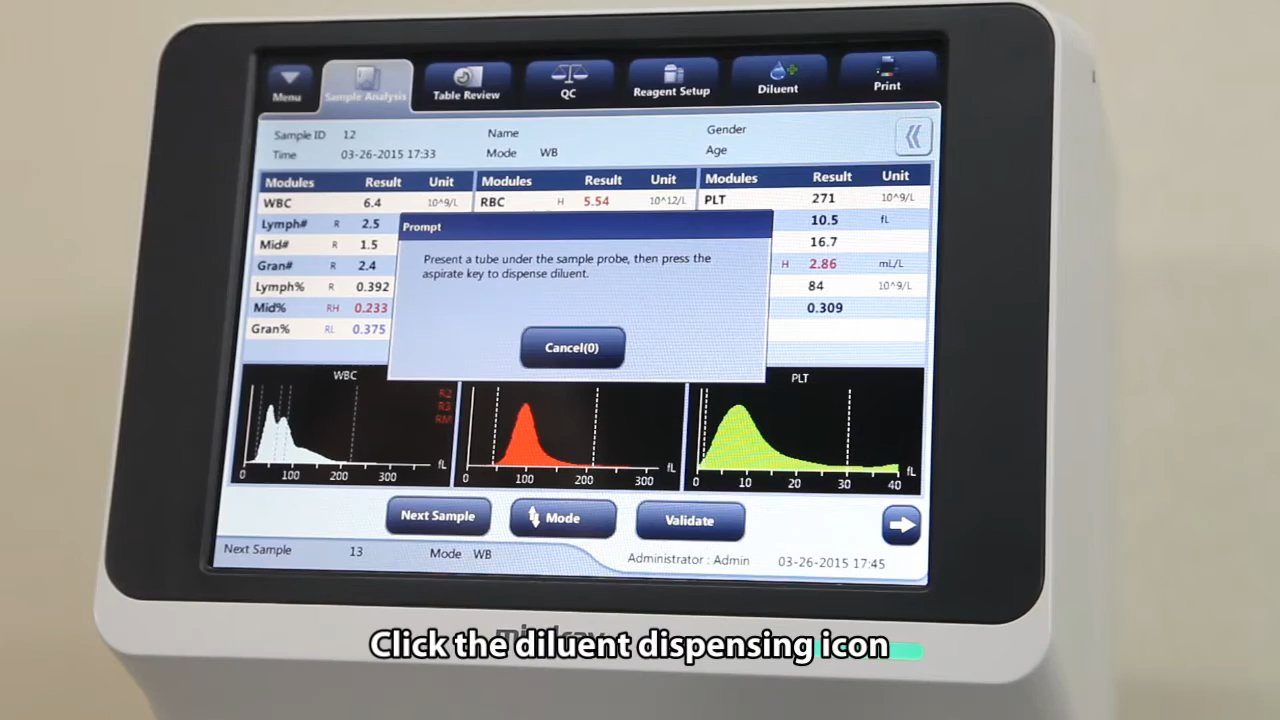 Menu
Sample Analysis
Table Review
QC
Reagent Setup
Diluent
Print
Sample ID 12 Name Gender
Time 03-26-2015 17:33 Mode WB Age
Modules Result Unit Modules Result Unit Modules Result Unit
WBC 6.4 10^9/L RBC H 5.54 10^12/L PLT 271 10^9/L
Lymph# R 2.5 10.5 fL
Mid# R 1.5 16.7
Gran# R 2.4 H 2.86 mL/L
Lymph% R 0.392 84 10^9/L
Mid% RH 0.233 0.309
Gran% RL 0.375
Prompt
Present a tube under the sample probe, then press the
aspirate key to dispense diluent.
Cancel(0)
WBC PLT
R2
R3
RM
0 100 200 300 fL 0 100 200 300 fL 0 10 20 30 40 fL
Next Sample Mode Validate
Next Sample 13 Mode WB Administrator : Admin 03-26-2015 17:45
Click the diluent dispensing icon